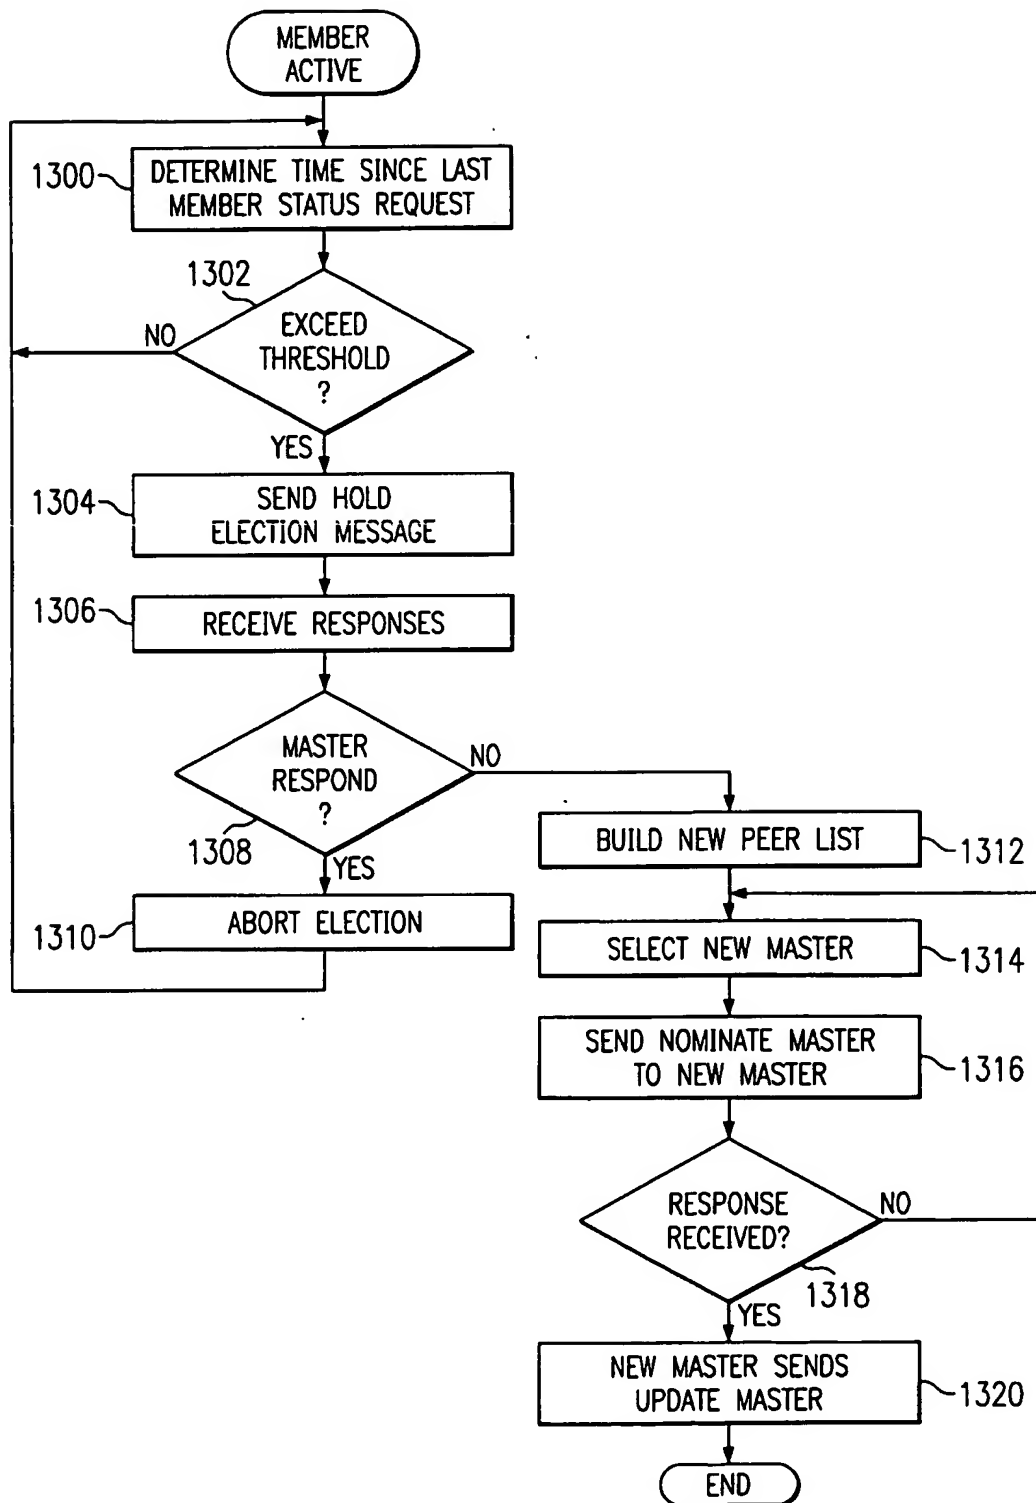 MEMBER
ACTIVE
1300
DETERMINE TIME SINCE LAST
MEMBER STATUS REQUEST
1302
NO
EXCEED
THRESHOLD
?
YES
1304
SEND HOLD
ELECTION MESSAGE
1306
RECEIVE RESPONSES
MASTER
RESPOND
?
NO
1308
YES
1310
ABORT ELECTION
BUILD NEW PEER LIST
1312
SELECT NEW MASTER
1314
SEND NOMINATE MASTER
TO NEW MASTER
1316
RESPONSE
RECEIVED?
NO
1318
YES
NEW MASTER SENDS
UPDATE MASTER
1320
END